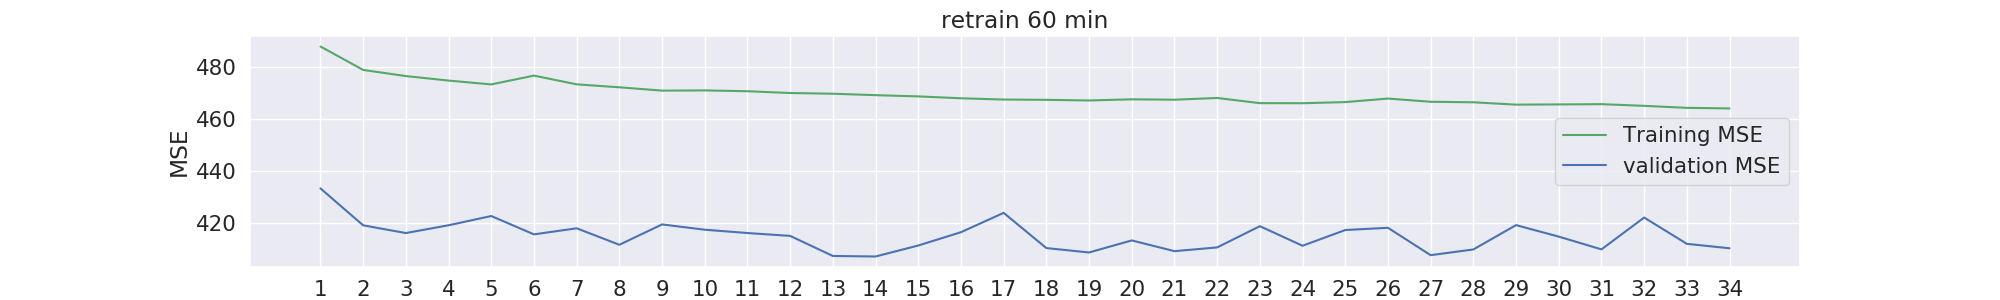 retrain 60 min
480
460
440
420
MSE
Training MSE
validation MSE
1 2 3 4 5 6 7 8 9 10 11 12 13 14 15 16 17 18 19 20 21 22 23 24 25 26 27 28 29 30 31 32 33 34